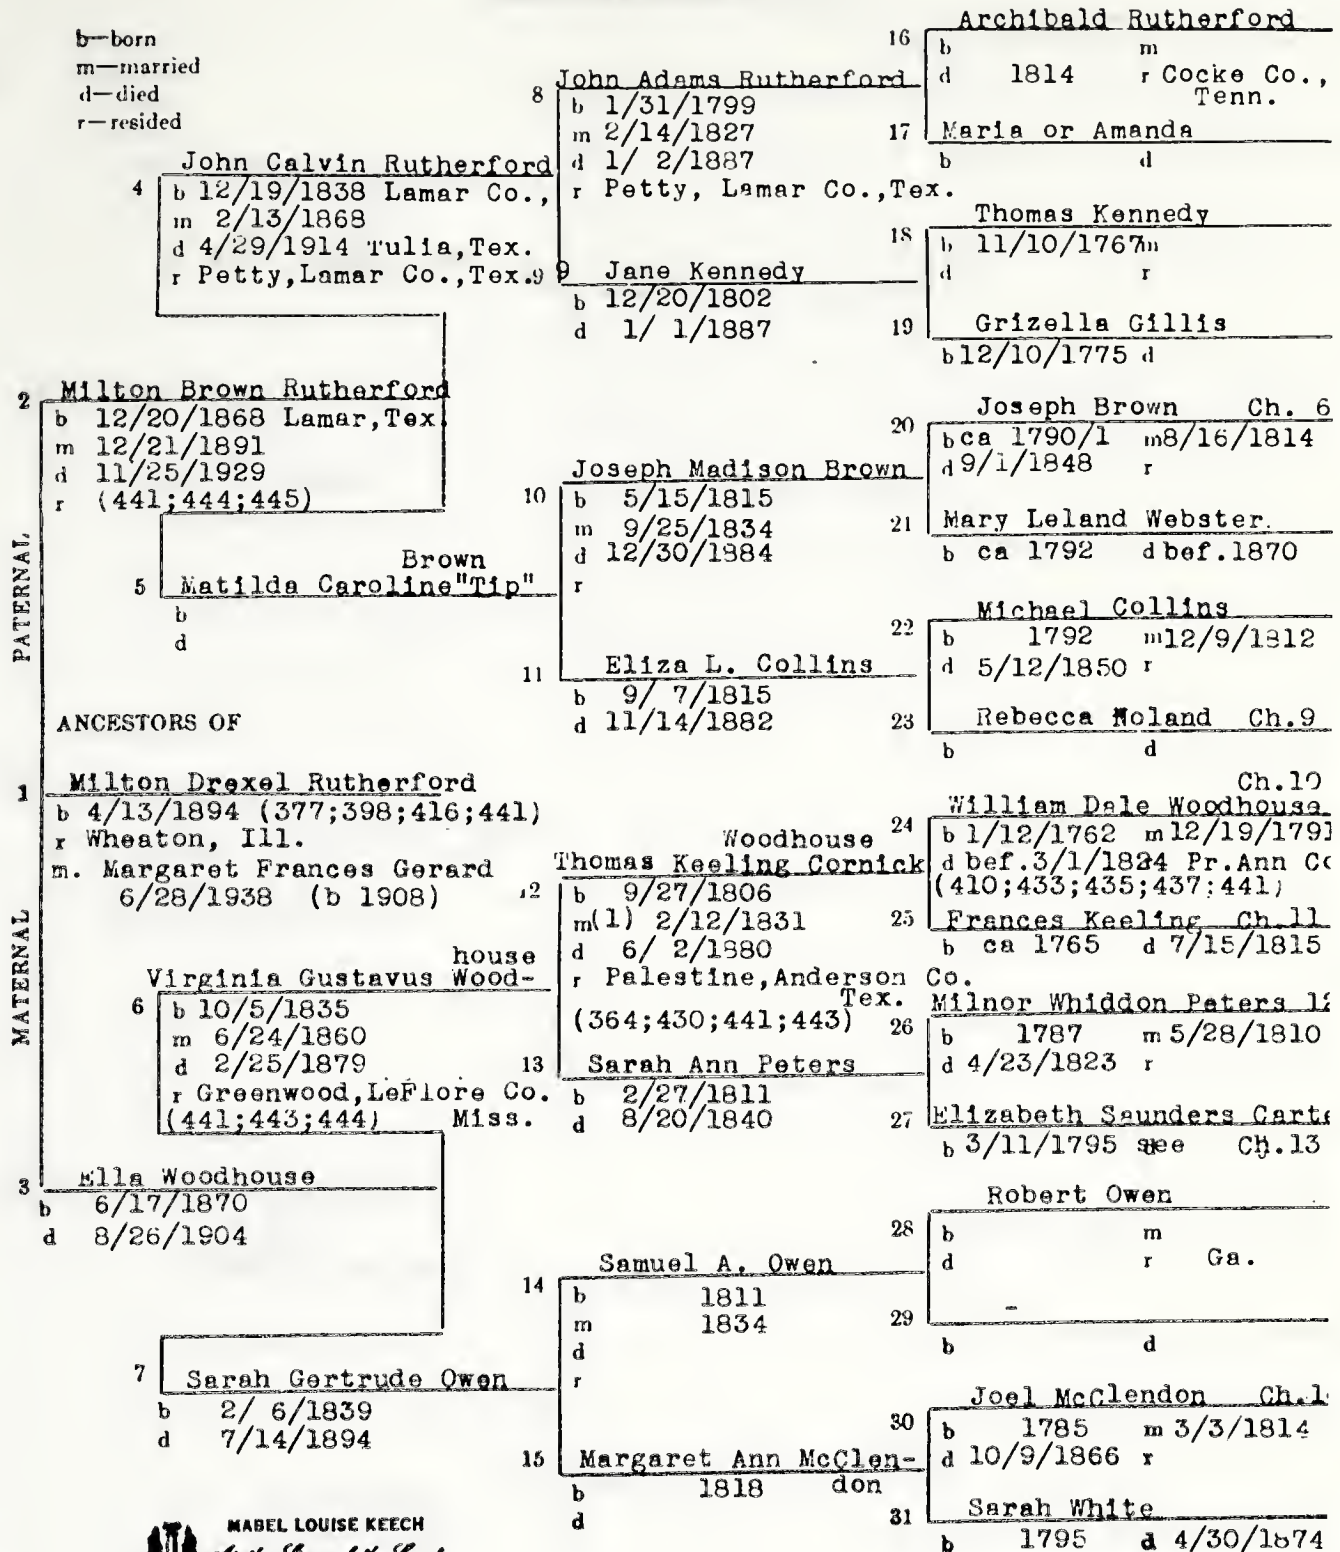 b—born
m—married
d—died
r—resided
PATERNAL
MATERNAL
ANCESTORS OF
1 Milton Drexel Rutherford
b 4/13/1894 (377;398;416;441)
r Wheaton, Ill.
m. Margaret Frances Gerard
6/28/1938 (b 1908)
2 Milton Brown Rutherford
b 12/20/1868 Lamar,Tex
m 12/21/1891
d 11/25/1929
r (441;444;445)
3 Ella Woodhouse
b 6/17/1870
d 8/26/1904
4 John Calvin Rutherford
b 12/19/1838 Lamar Co.,
m 2/13/1868
d 4/29/1914 Tulia,Tex.
r Petty,Lamar Co.,Tex.
5 Brown
Matilda Caroline"Tip"
b
d
6 house
Virginia Gustavus Wood-
b 10/5/1835
m 6/24/1860
d 2/25/1879
r Greenwood,LeFlore Co.
(441;443;444) Miss.
7 Sarah Gertrude Owen
b 2/ 6/1839
d 7/14/1894
8 John Adams Rutherford
b 1/31/1799
m 2/14/1827
d 1/ 2/1887
r Petty, Lamar Co.,Tex.
9 9 Jane Kennedy
b 12/20/1802
d 1/ 1/1887
10 Joseph Madison Brown
b 5/15/1815
m 9/25/1834
d 12/30/1884
r
11 Eliza L. Collins
b 9/ 7/1815
d 11/14/1882
12 Woodhouse
Thomas Keeling Cornick
b 9/27/1806
m(1) 2/12/1831
d 6/ 2/1880
r Palestine,Anderson Co.
Tex.
(364;430;441;443)
13 Sarah Ann Peters
b 2/27/1811
d 8/20/1840
14 Samuel A. Owen
b 1811
m 1834
d
r
15 Margaret Ann McClen-
don
b 1818
d
16 Archibald Rutherford
b m
d 1814 r Cocke Co.,
Tenn.
17 Maria or Amanda
b d
18 Thomas Kennedy
b 11/10/1767 m
d r
19 Grizella Gillis
b 12/10/1775 d
20 Joseph Brown Ch. 6
b ca 1790/1 m 8/16/1814
d 9/1/1848 r
21 Mary Leland Webster.
b ca 1792 d bef.1870
22 Michael Collins
b 1792 m 12/9/1812
d 5/12/1850 r
23 Rebecca Noland Ch.9
b d
24 Ch.10
William Dale Woodhouse
b 1/12/1762 m 12/19/1791
d bef.3/1/1824 Pr.Ann Co
(410;433;435;437;441)
25 Frances Keeling Ch.11
b ca 1765 d 7/15/1815
26 Milnor Whiddon Peters 12
b 1787 m 5/28/1810
d 4/23/1823 r
27 Elizabeth Saunders Carte
b 3/11/1795 see Ch.13
28 Robert Owen
b m
d r Ga.
29
b d
30 Joel McClendon Ch.1
b 1785 m 3/3/1814
d 10/9/1866 r
31 Sarah White
b 1795 d 4/30/1874
MABEL LOUISE KEECH